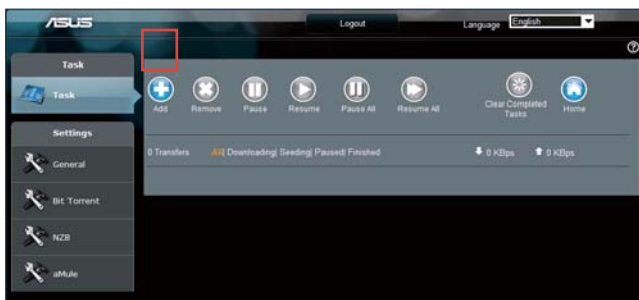 ASUS
Logout
Language English
Task
Task
Add
Remove
Pause
Resume
Pause All
Resume All
Clear Completed
Tasks
Home
0 Transfers All| Downloading| Seeding| Paused| Finished 0 KBps 0 KBps
Settings
General
Bit Torrent
NZB
aMule